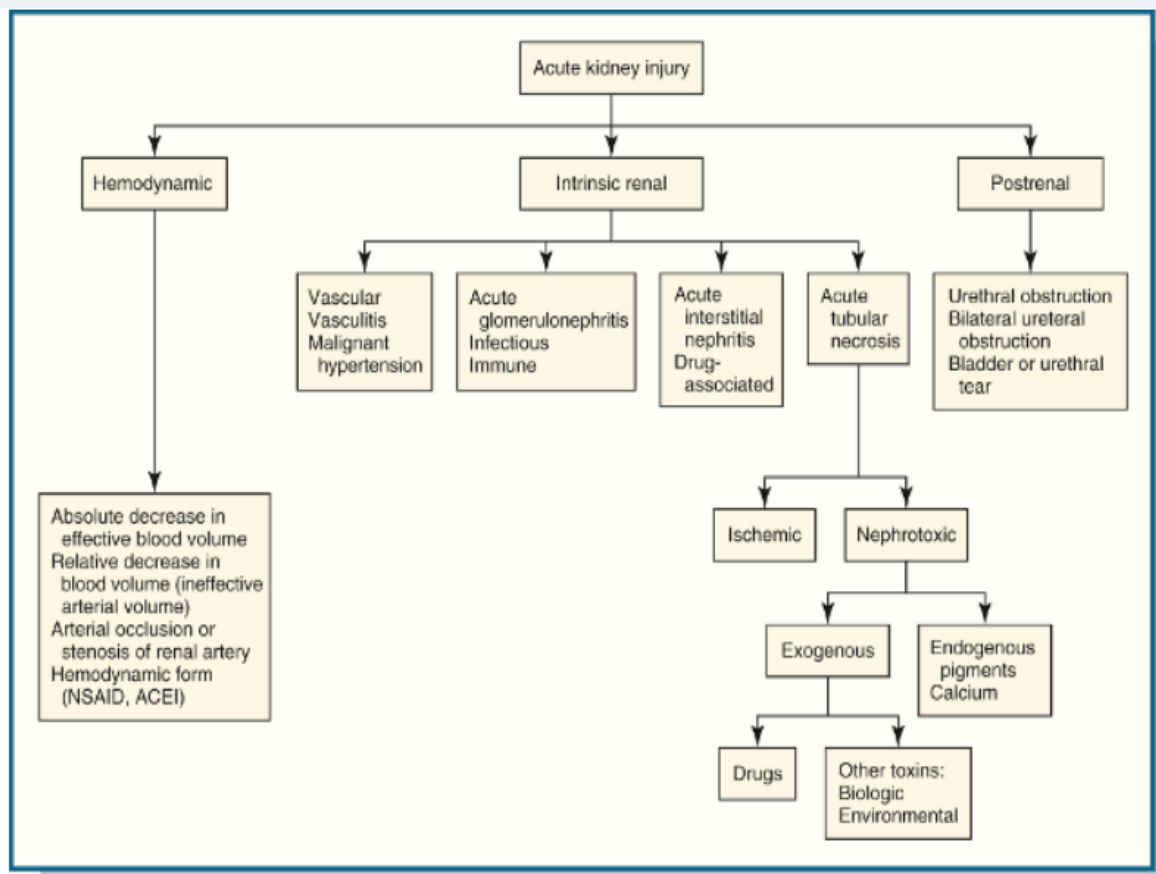 Acute kidney injury
Hemodynamic
Intrinsic renal
Postrenal
Vascular
Vasculitis
Malignant
hypertension
Acute
glomerulonephritis
Infectious
Immune
Acute
interstitial
nephritis
Drug-
associated
Acute
tubular
necrosis
Urethral obstruction
Bilateral ureteral
obstruction
Bladder or urethral
tear
Absolute decrease in
effective blood volume
Relative decrease in
blood volume (ineffective
arterial volume)
Arterial occlusion or
stenosis of renal artery
Hemodynamic form
(NSAID, ACEI)
Ischemic
Nephrotoxic
Exogenous
Endogenous
pigments
Calcium
Drugs
Other toxins:
Biologic
Environmental